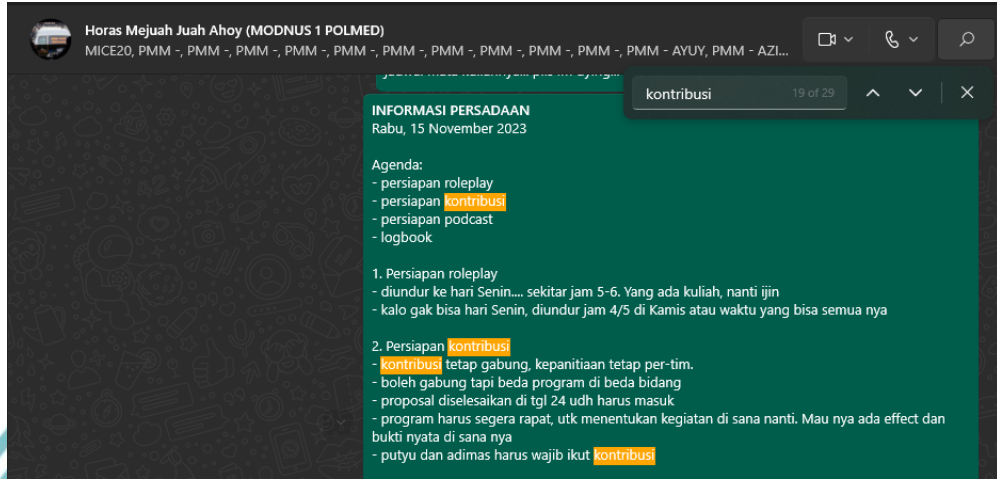 Horas Mejuah Juah Ahoy (MODNUS 1 POLMED)
MICE20, PMM -, PMM -, PMM -, PMM -, PMM -, PMM -, PMM -, PMM -, PMM -, PMM - AYUY, PMM - AZI...
kontribusi 19 of 29
INFORMASI PERSADAAN
Rabu, 15 November 2023
Agenda:
- persiapan roleplay
- persiapan kontribusi
- persiapan podcast
- logbook
1. Persiapan roleplay
- diundur ke hari Senin.... sekitar jam 5-6. Yang ada kuliah, nanti ijin
- kalo gak bisa hari Senin, diundur jam 4/5 di Kamis atau waktu yang bisa semua nya
2. Persiapan kontribusi
- kontribusi tetap gabung, kepanitiaan tetap per-tim.
- boleh gabung tapi beda program di beda bidang
- proposal diselesaikan di tgl 24 udh harus masuk
- program harus segera rapat, utk menentukan kegiatan di sana nanti. Mau nya ada effect dan
bukti nyata di sana nya
- putyu dan adimas harus wajib ikut kontribusi